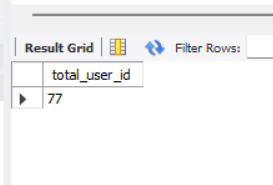 Result Grid Filter Rows:
total_user_id
77